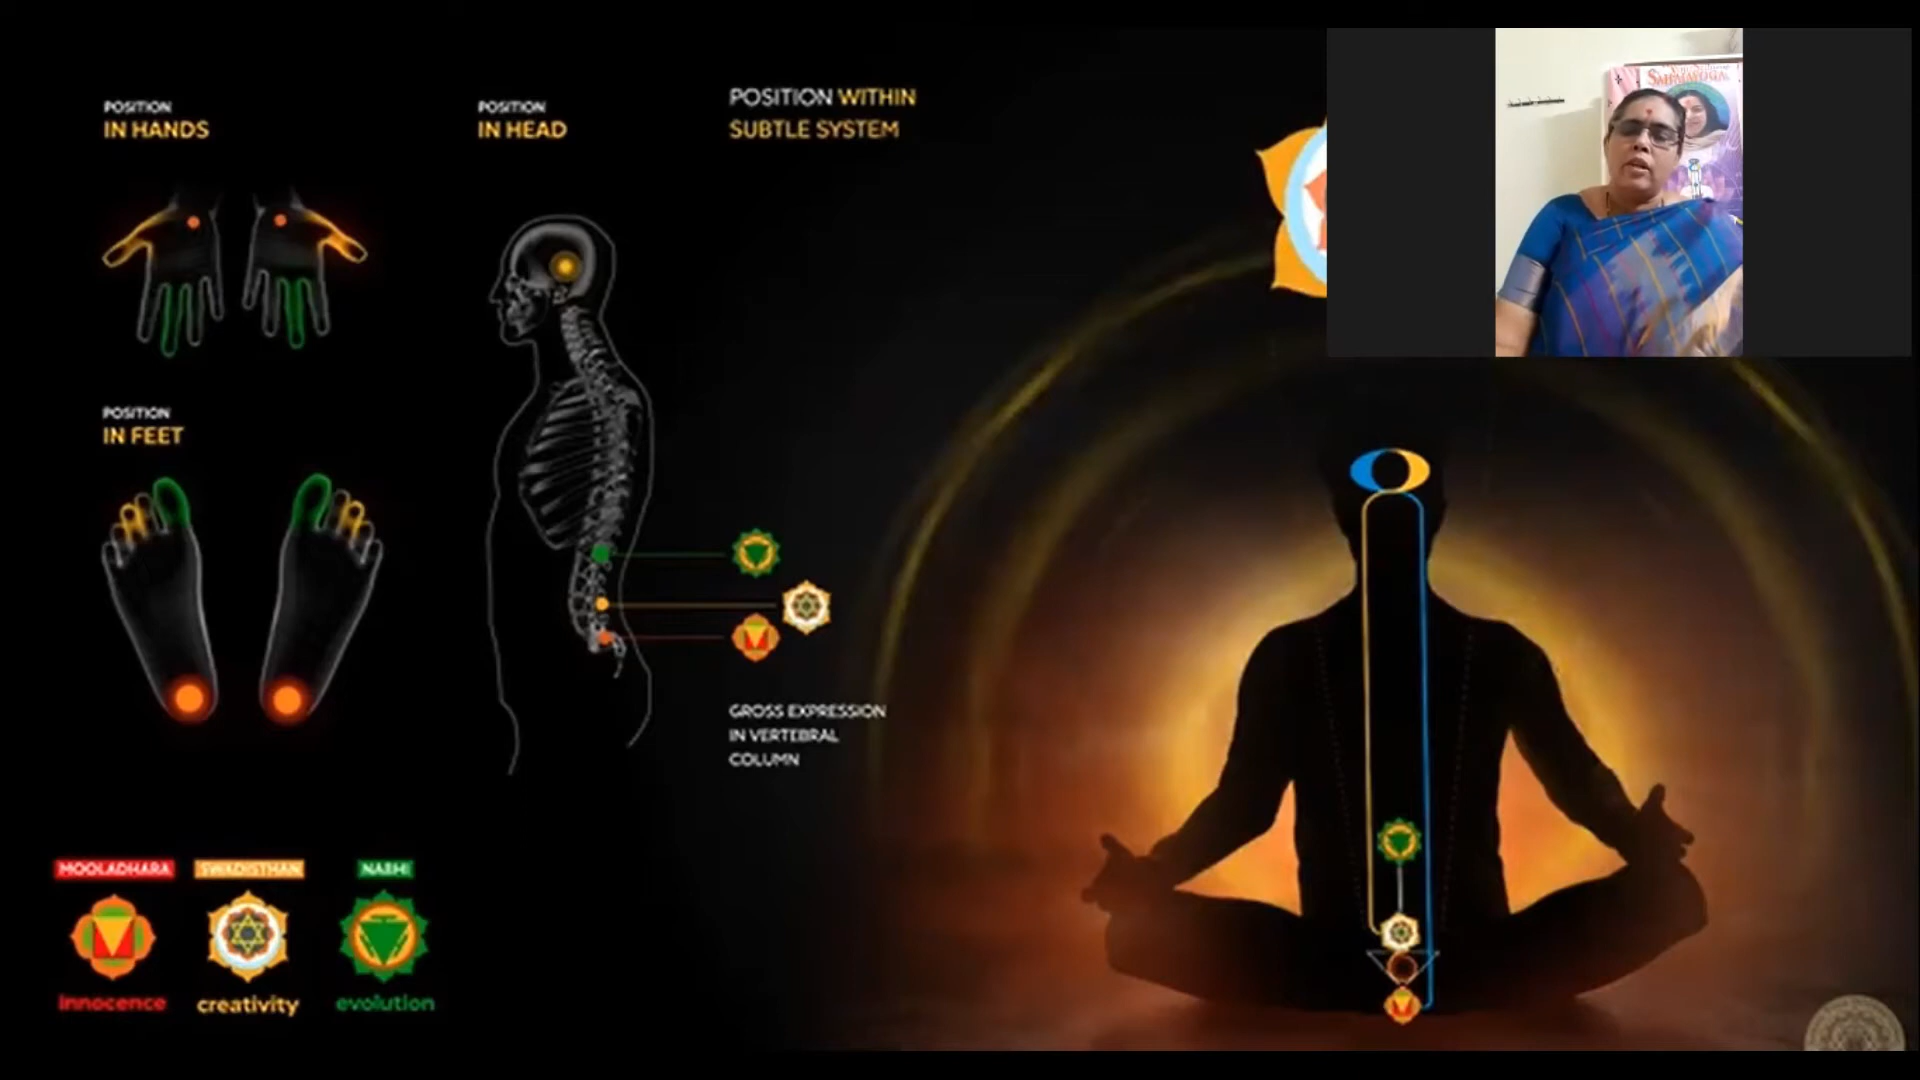 POSITION
IN HANDS
POSITION
IN HEAD
POSITION WITHIN
SUBTLE SYSTEM
SAHAJAYOGA
POSITION
IN FEET
GROSS EXPRESSION
IN VERTEBRAL
COLUMN
MOOLADHARA
SWADISTHAN
NABHI
innocence
creativity
evolution